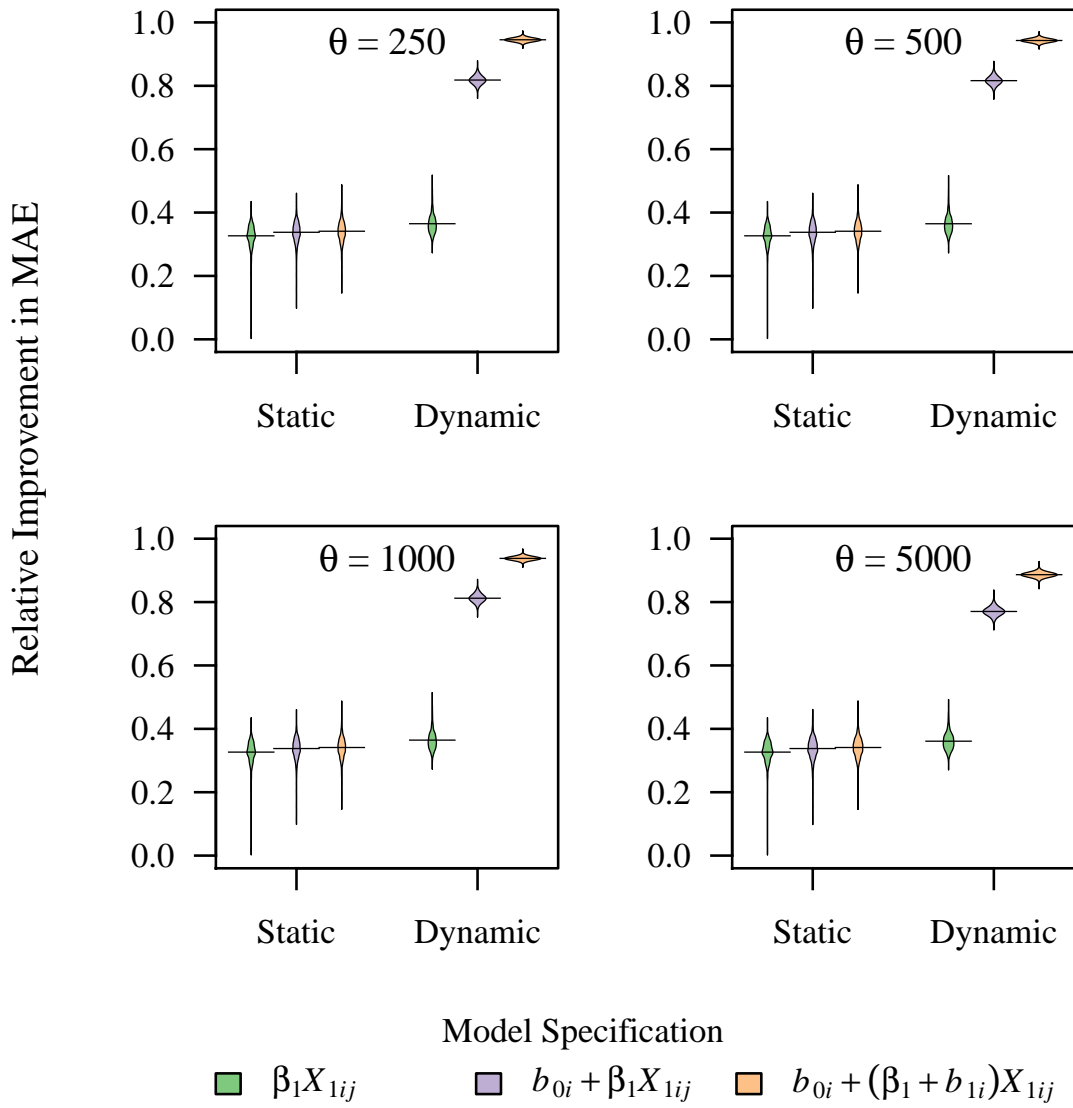 Relative Improvement in MAE
θ = 250
1.0
0.8
0.6
0.4
0.2
0.0
Static Dynamic
θ = 500
1.0
0.8
0.6
0.4
0.2
0.0
Static Dynamic
θ = 1000
1.0
0.8
0.6
0.4
0.2
0.0
Static Dynamic
θ = 5000
1.0
0.8
0.6
0.4
0.2
0.0
Static Dynamic
Model Specification
β₁X₁ᵢⱼ b₀ᵢ + β₁X₁ᵢⱼ b₀ᵢ + (β₁ + b₁ᵢ)X₁ᵢⱼ